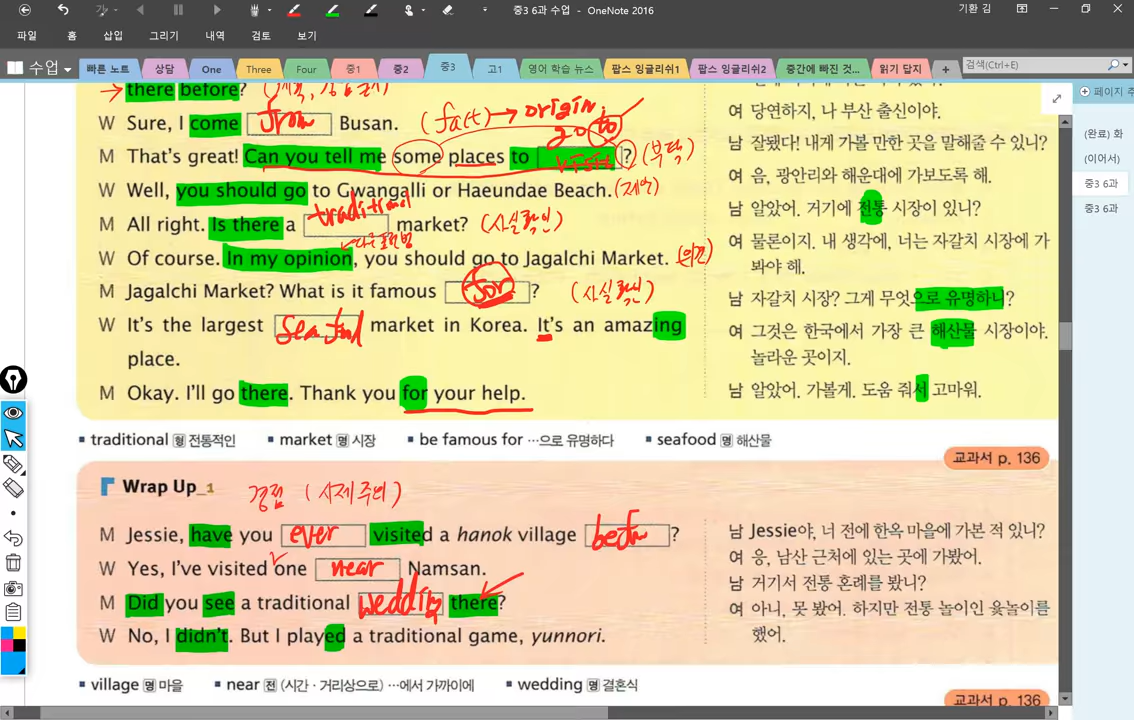 중3 6과 수업 - OneNote 2016
기환 김
파일 홈 삽입 그리기 내역 검토 보기
수업 빠른 노트 상담 One Three Four 중1 중2 중3 고1 영어 학습 뉴스 팝스 잉글리쉬1 팝스 잉글리쉬2 중간에 빠진 것... 읽기 답지 + 검색(Ctrl+E)
페이지 추
(완료) 화
(이어서)
중3 6과
중3 6과
there before?
W Sure, I come from Busan. (fact) → origin
go to
M That's great! Can you tell me some places to visit? (부탁)
W Well, you should go to Gwangalli or Haeundae Beach. (제안)
M All right. Is there a traditional market? (사실확인)
W Of course. In my opinion, you should go to Jagalchi Market. (의견)
M Jagalchi Market? What is it famous for? (사실확인)
W It's the largest seafood market in Korea. It's an amazing
place.
M Okay. I'll go there. Thank you for your help.
여 당연하지, 나 부산 출신이야.
남 잘됐다! 내게 가볼 만한 곳을 말해줄 수 있니?
여 음, 광안리와 해운대에 가보도록 해.
남 알았어. 거기에 전통 시장이 있니?
여 물론이지. 내 생각에, 너는 자갈치 시장에 가
봐야 해.
남 자갈치 시장? 그게 무엇으로 유명하니?
여 그것은 한국에서 가장 큰 해산물 시장이야.
놀라운 곳이지.
남 알았어. 가볼게. 도움 줘서 고마워.
▪ traditional 형 전통적인 ▪ market 명 시장 ▪ be famous for …으로 유명하다 ▪ seafood 명 해산물
교과서 p. 136
Wrap Up_1 경험 (시제 주의)
M Jessie, have you ever visited a hanok village before?
W Yes, I've visited one near Namsan.
M Did you see a traditional wedding there?
W No, I didn't. But I played a traditional game, yunnori.
남 Jessie야, 너 전에 한옥 마을에 가본 적 있니?
여 응, 남산 근처에 있는 곳에 가봤어.
남 거기서 전통 혼례를 봤니?
여 아니, 못 봤어. 하지만 전통 놀이인 윷놀이를
했어.
▪ village 명 마을 ▪ near 전 (시간·거리상으로) …에서 가까이에 ▪ wedding 명 결혼식
교과서 p. 136